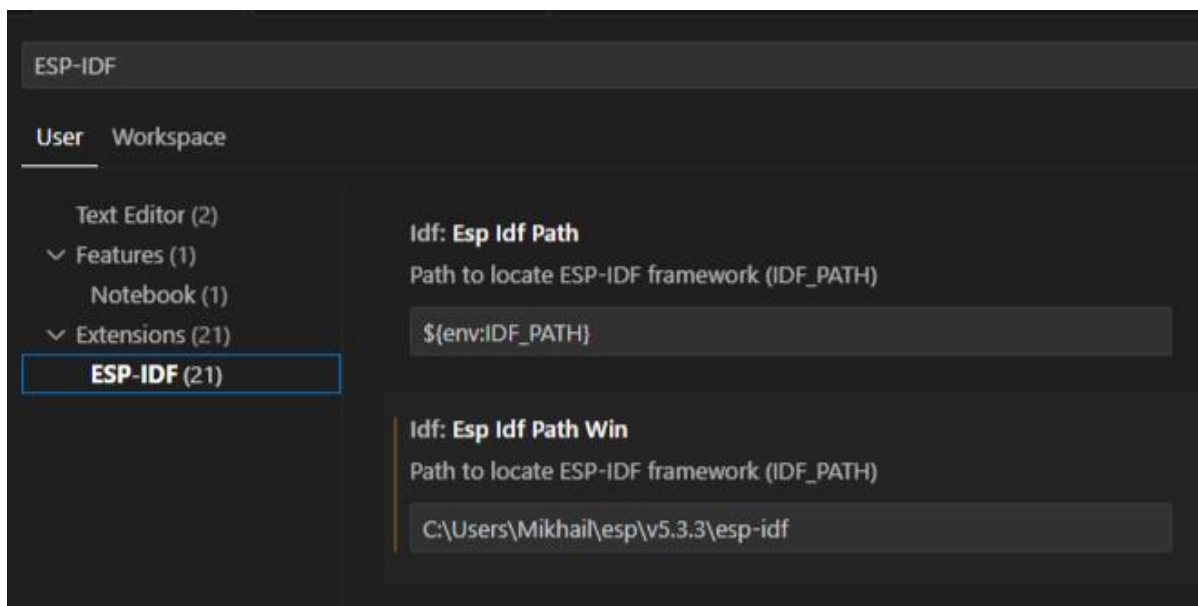 ESP-IDF
User Workspace
Text Editor (2)
Features (1)
Notebook (1)
Extensions (21)
ESP-IDF (21)
Idf: Esp Idf Path
Path to locate ESP-IDF framework (IDF_PATH)
${env:IDF_PATH}
Idf: Esp Idf Path Win
Path to locate ESP-IDF framework (IDF_PATH)
C:\Users\Mikhail\esp\v5.3.3\esp-idf